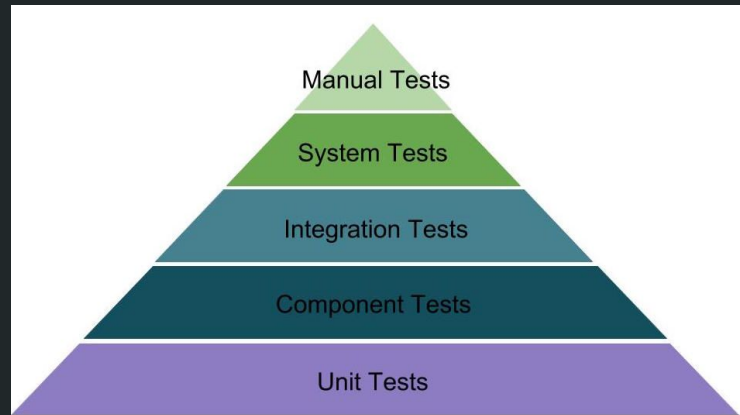 Manual Tests
System Tests
Integration Tests
Component Tests
Unit Tests